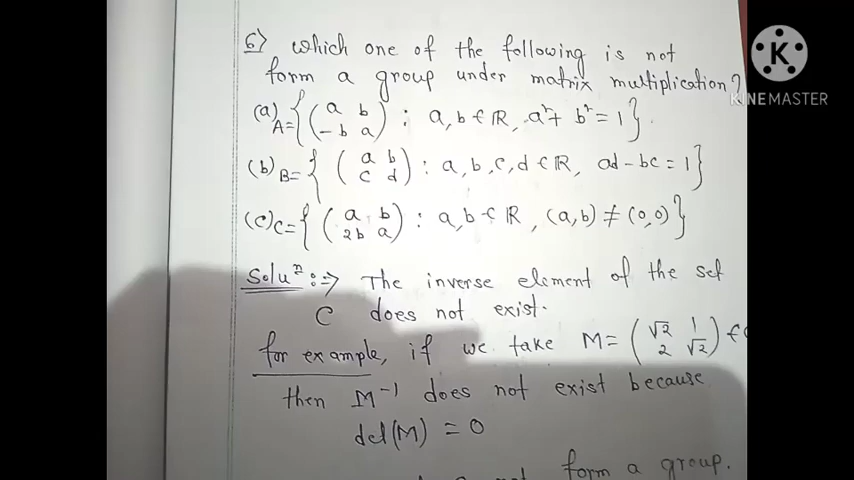 6) Which one of the following is not
form a group under matrix multiplication?
(a) A = { ( a b ; -b a ) : a, b ∈ ℝ, a² + b² = 1 }.
(b) B = { ( a b ; c d ) : a, b, c, d ∈ ℝ, ad - bc = 1 }
(c) C = { ( a b ; 2b a ) : a, b ∈ ℝ, (a, b) ≠ (0, 0) }
Soluⁿ :→ The inverse element of the set
C does not exist.
for example, if we take M = ( √2 1 ; 2 √2 ) ∈
then M⁻¹ does not exist because
det(M) = 0
form a group.
K
KINEMASTER